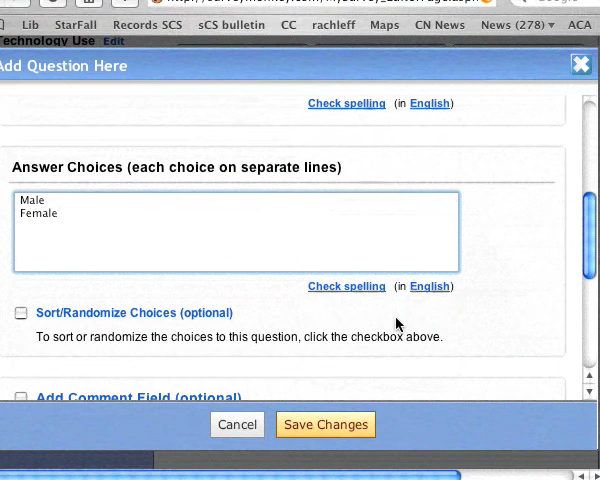 Lib StarFall Records SCS sCS bulletin CC rachleff Maps CN News News (278) ▾ ACA
Technology Use Edit
Add Question Here
Check spelling (in English)
Answer Choices (each choice on separate lines)
Male
Female
Check spelling (in English)
Sort/Randomize Choices (optional)
To sort or randomize the choices to this question, click the checkbox above.
Add Comment Field (optional)
Cancel Save Changes